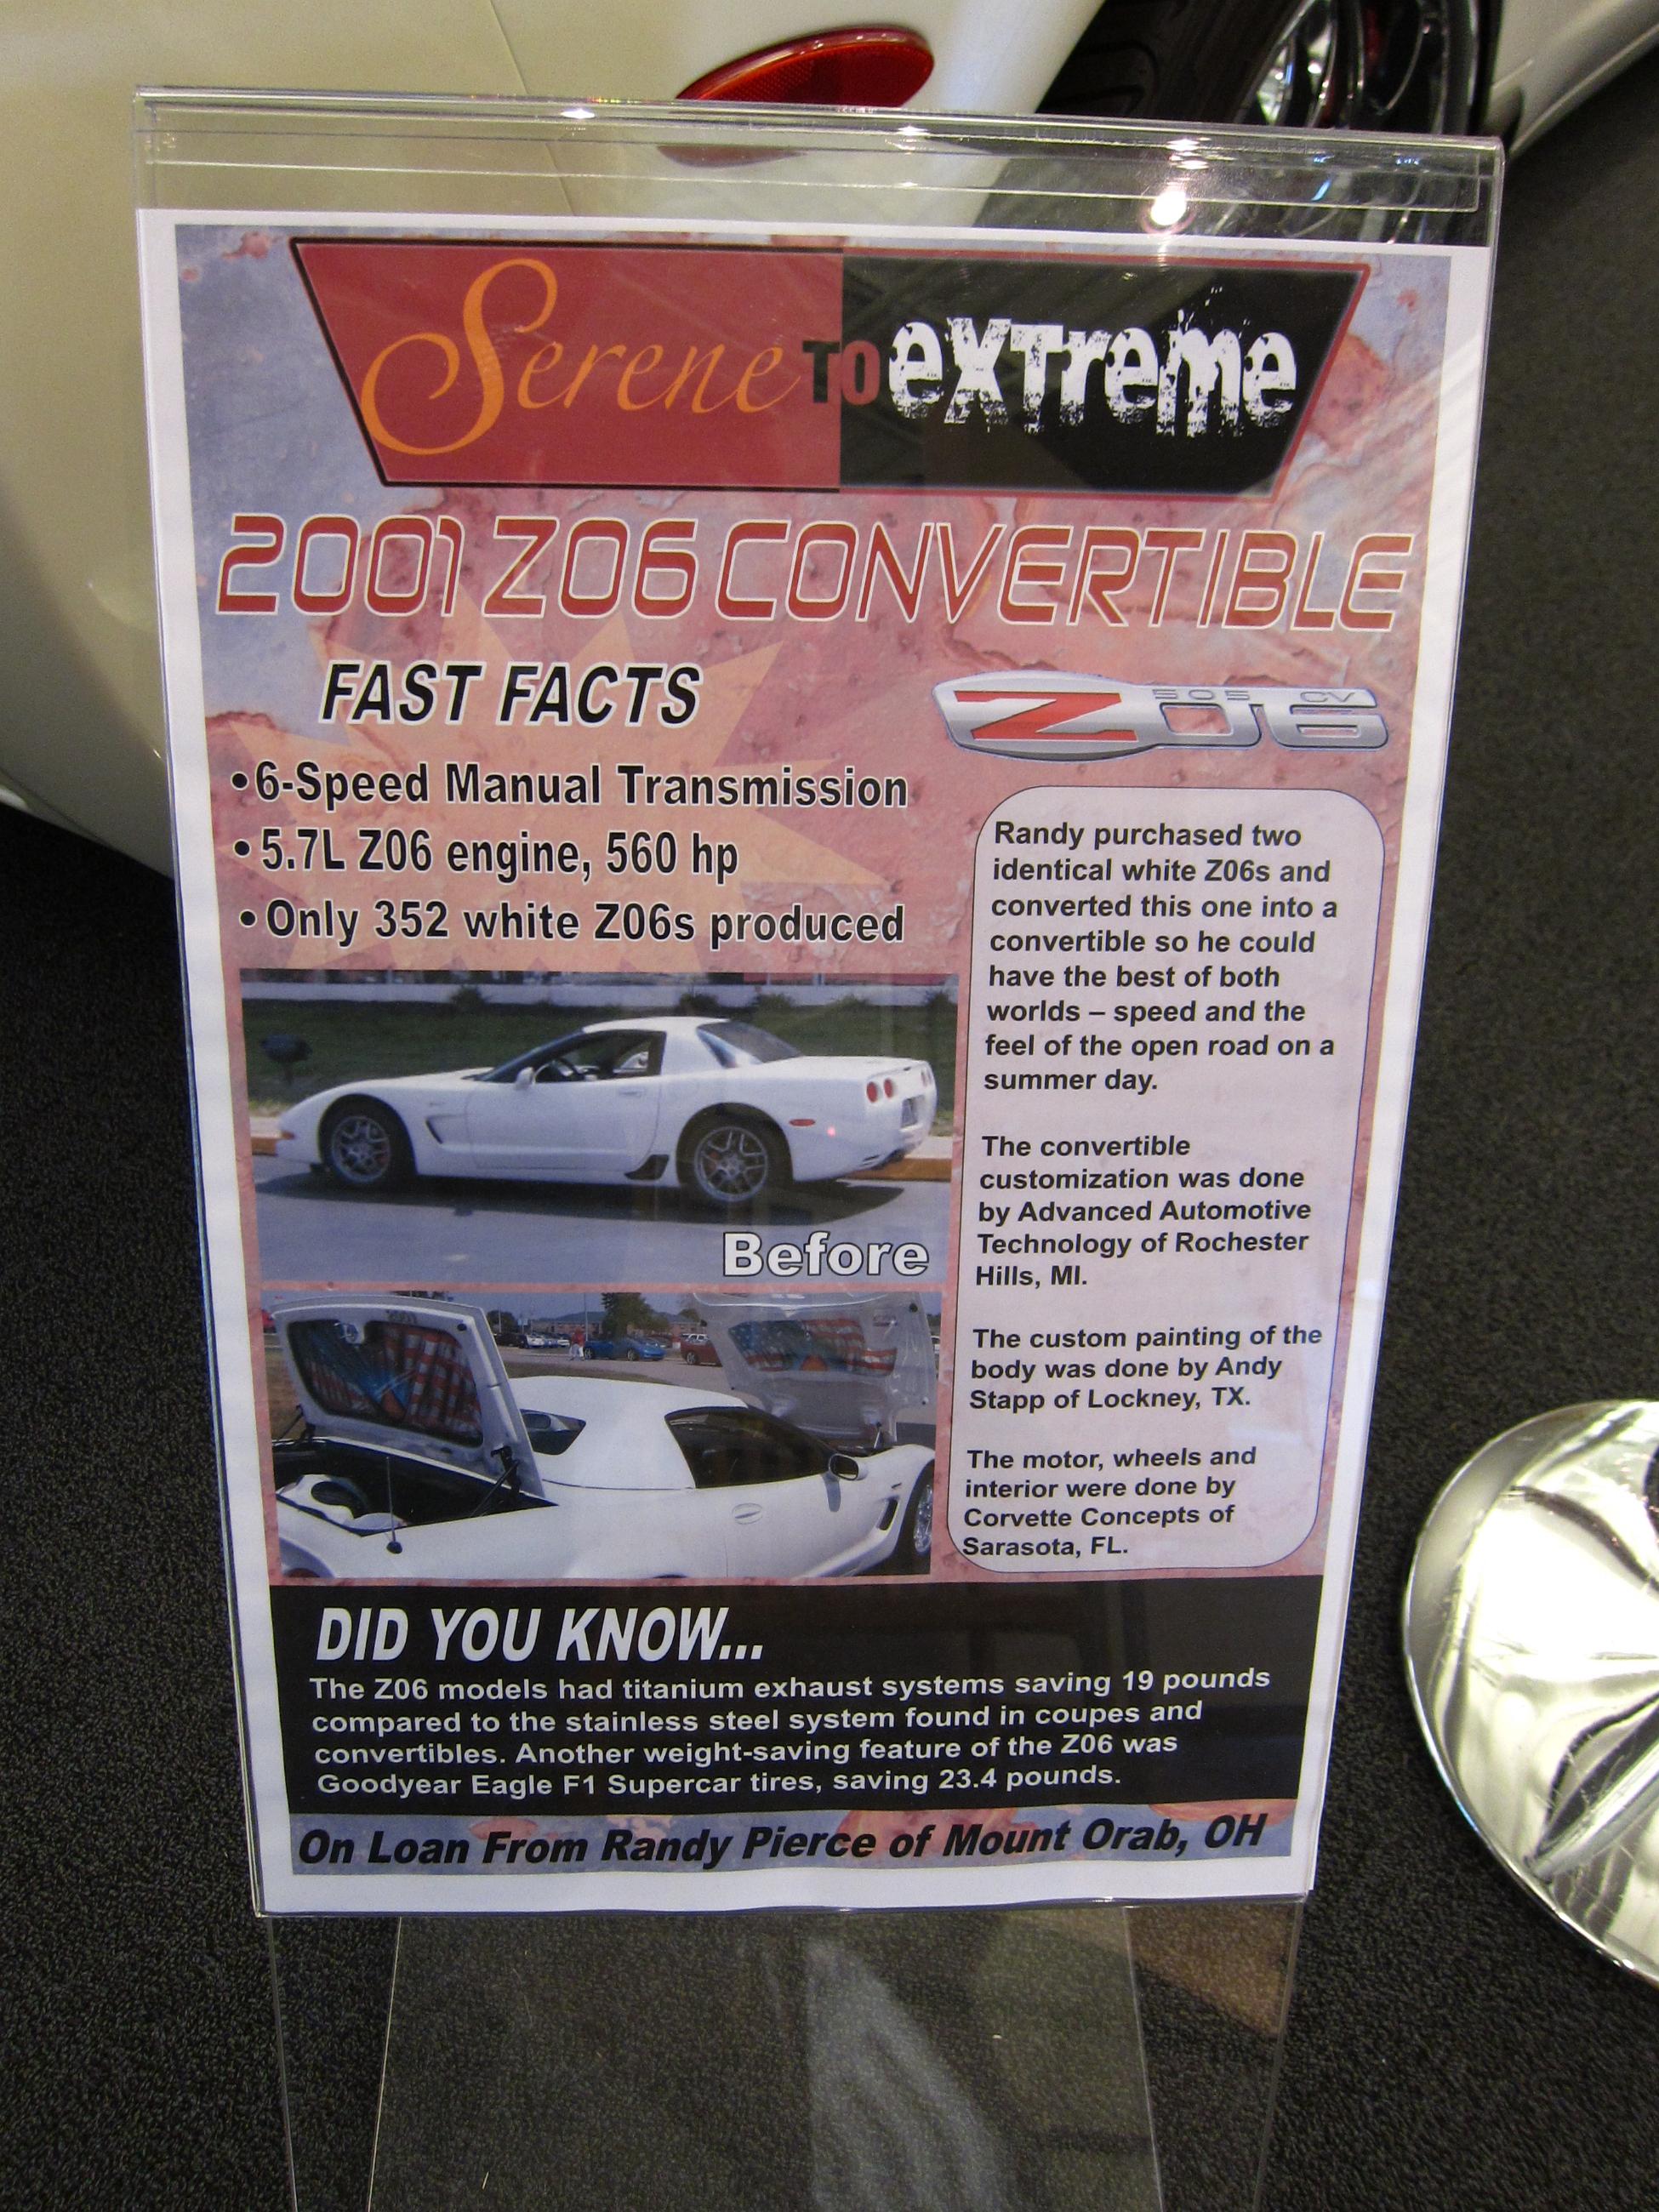 Serene TO eXTreme
2001 Z06 CONVERTIBLE
FAST FACTS
•6-Speed Manual Transmission
•5.7L Z06 engine, 560 hp
•Only 352 white Z06s produced
Before
Z06
505 CV
Randy purchased two
identical white Z06s and
converted this one into a
convertible so he could
have the best of both
worlds – speed and the
feel of the open road on a
summer day.
The convertible
customization was done
by Advanced Automotive
Technology of Rochester
Hills, MI.
The custom painting of the
body was done by Andy
Stapp of Lockney, TX.
The motor, wheels and
interior were done by
Corvette Concepts of
Sarasota, FL.
DID YOU KNOW...
The Z06 models had titanium exhaust systems saving 19 pounds
compared to the stainless steel system found in coupes and
convertibles. Another weight-saving feature of the Z06 was
Goodyear Eagle F1 Supercar tires, saving 23.4 pounds.
On Loan From Randy Pierce of Mount Orab, OH